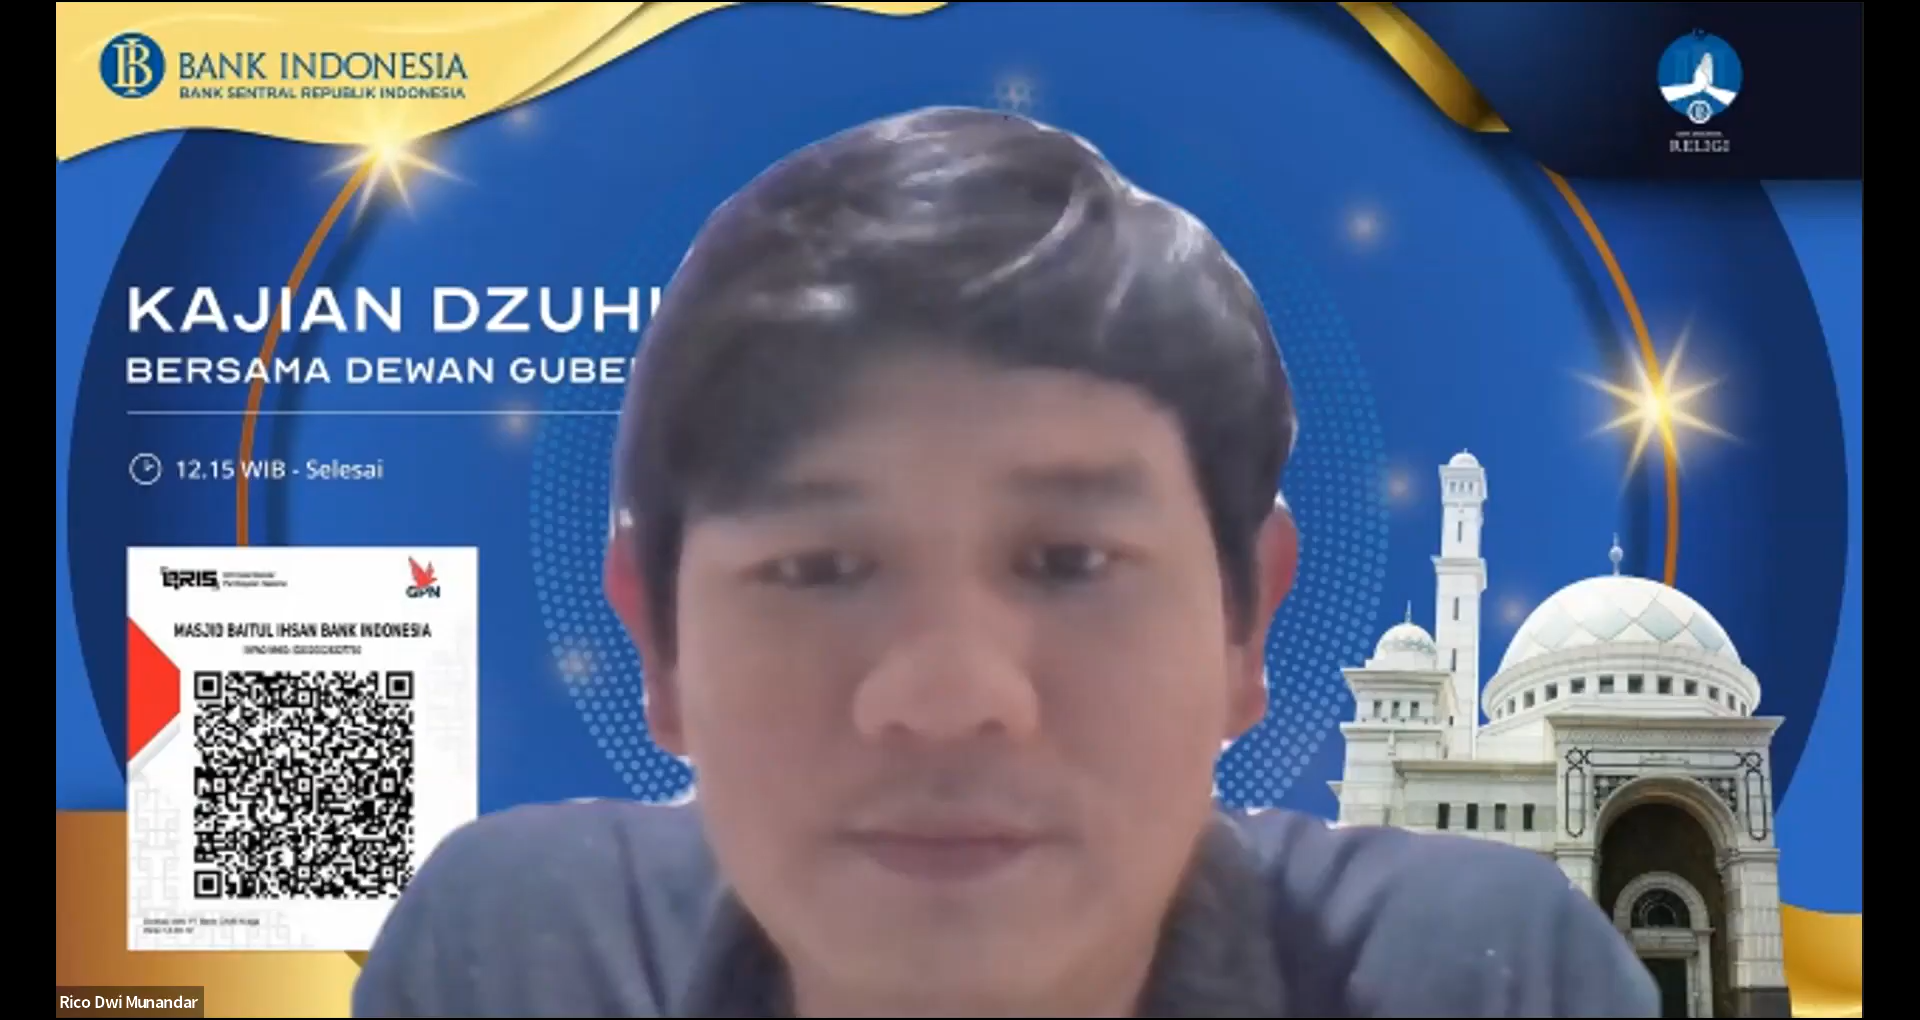 BANK INDONESIA
BANK SENTRAL REPUBLIK INDONESIA
RELIGI
KAJIAN DZUHU
BERSAMA DEWAN GUBE
12.15 WIB - Selesai
QRIS
GPN
MASJID BAITUL IHSAN BANK INDONESIA
Rico Dwi Munandar